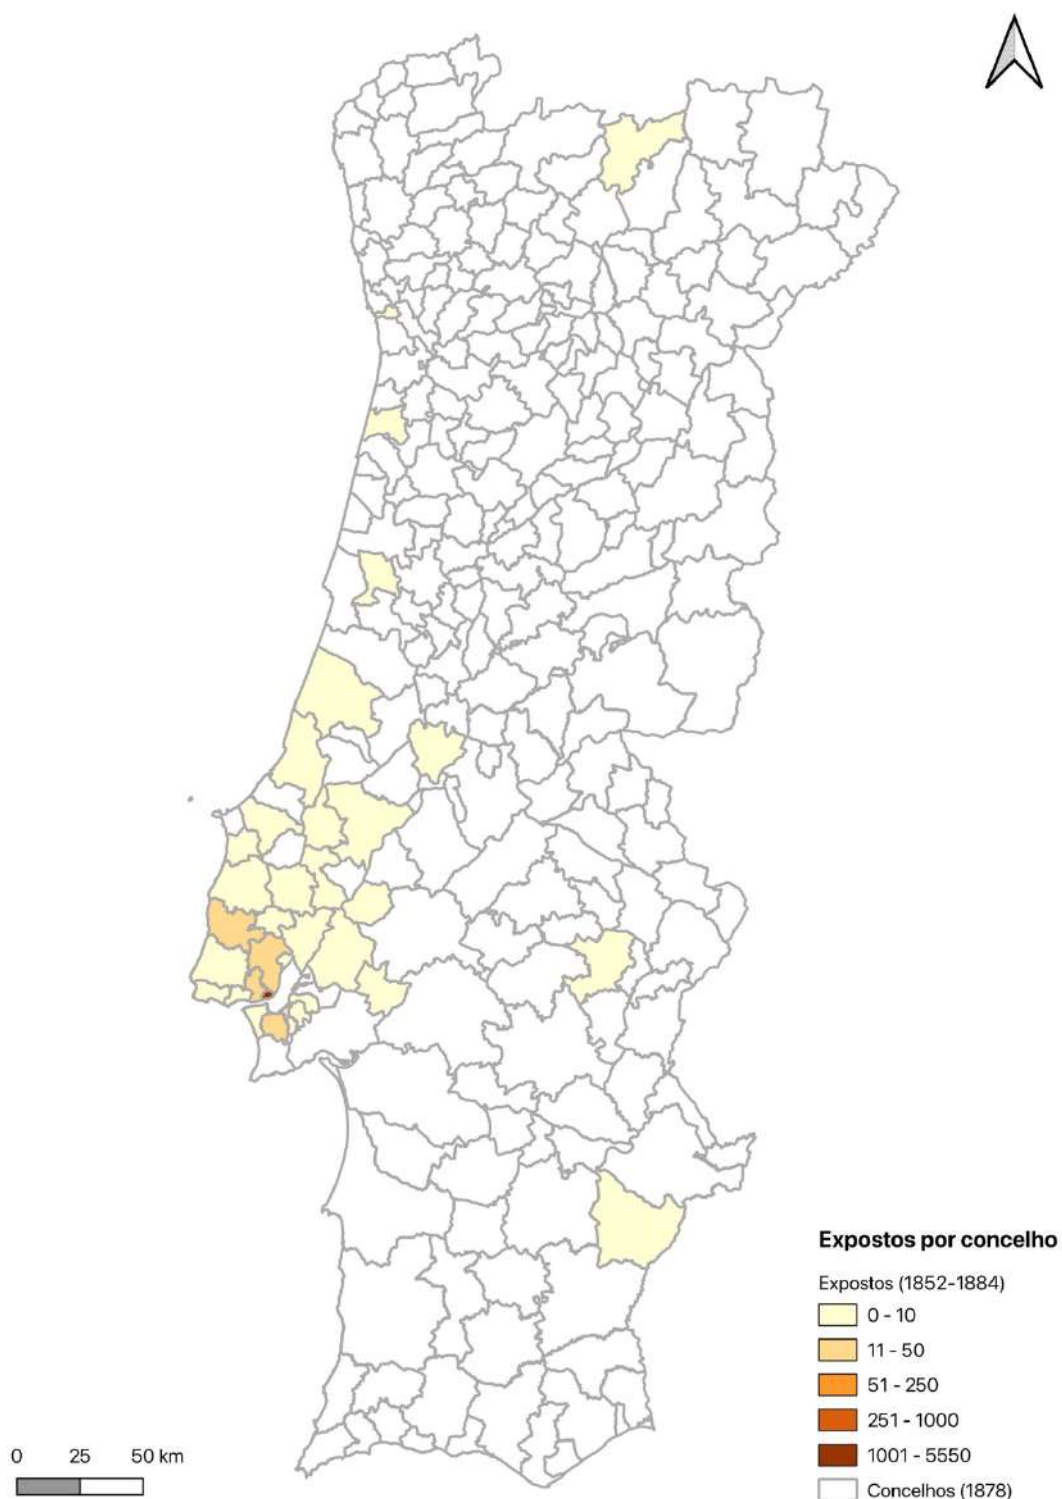 Expostos por concelho
Expostos (1852-1884)
0 - 10
11 - 50
51 - 250
251 - 1000
1001 - 5550
Concelhos (1878)
0 25 50 km